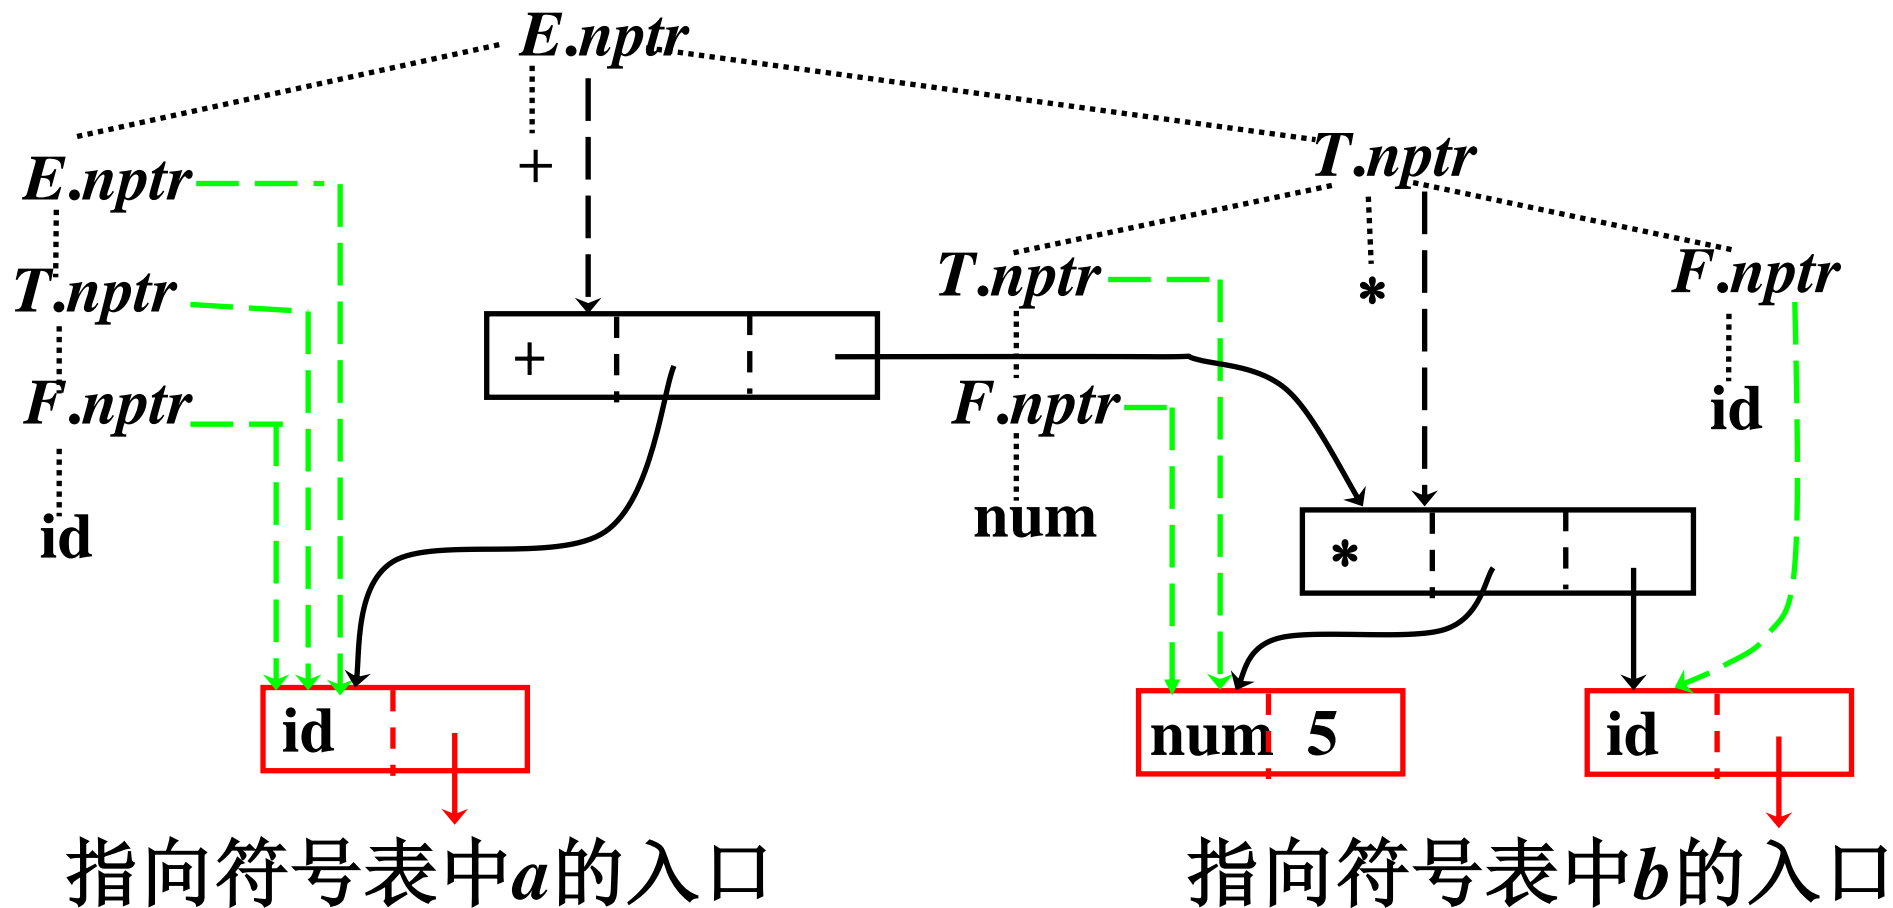 E.nptr
+
E.nptr
T.nptr
T.nptr
T.nptr
*
F.nptr
+
F.nptr
F.nptr
id
id
num
*
id
num 5
id
指向符号表中a的入口
指向符号表中b的入口